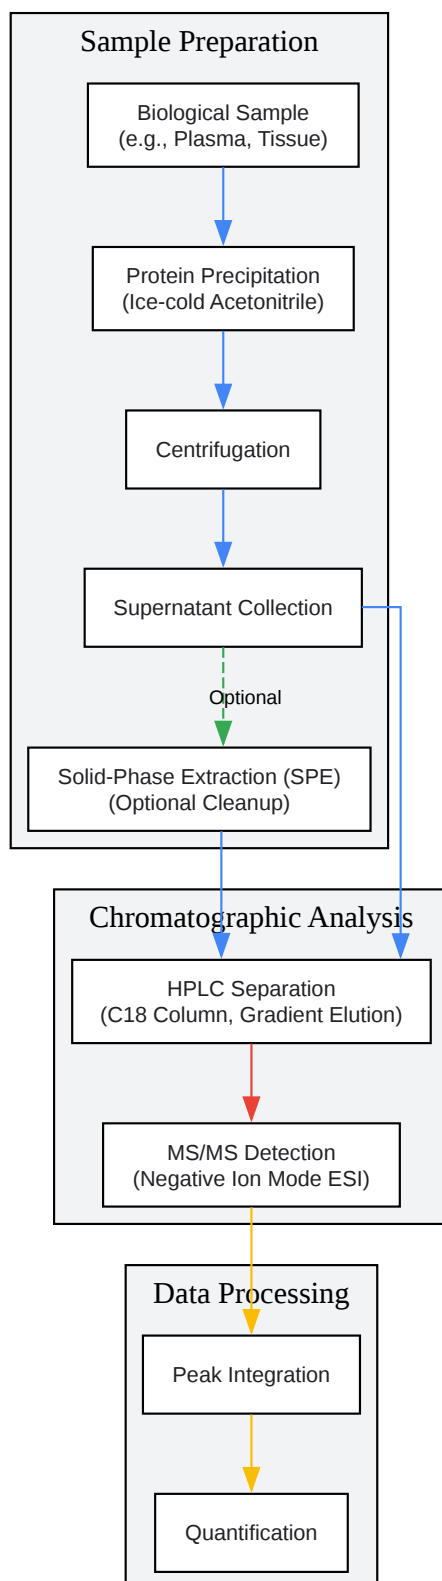 Sample Preparation
Biological Sample
(e.g., Plasma, Tissue)
Protein Precipitation
(Ice-cold Acetonitrile)
Centrifugation
Supernatant Collection
Optional
Solid-Phase Extraction (SPE)
(Optional Cleanup)
Chromatographic Analysis
HPLC Separation
(C18 Column, Gradient Elution)
MS/MS Detection
(Negative Ion Mode ESI)
Data Processing
Peak Integration
Quantification